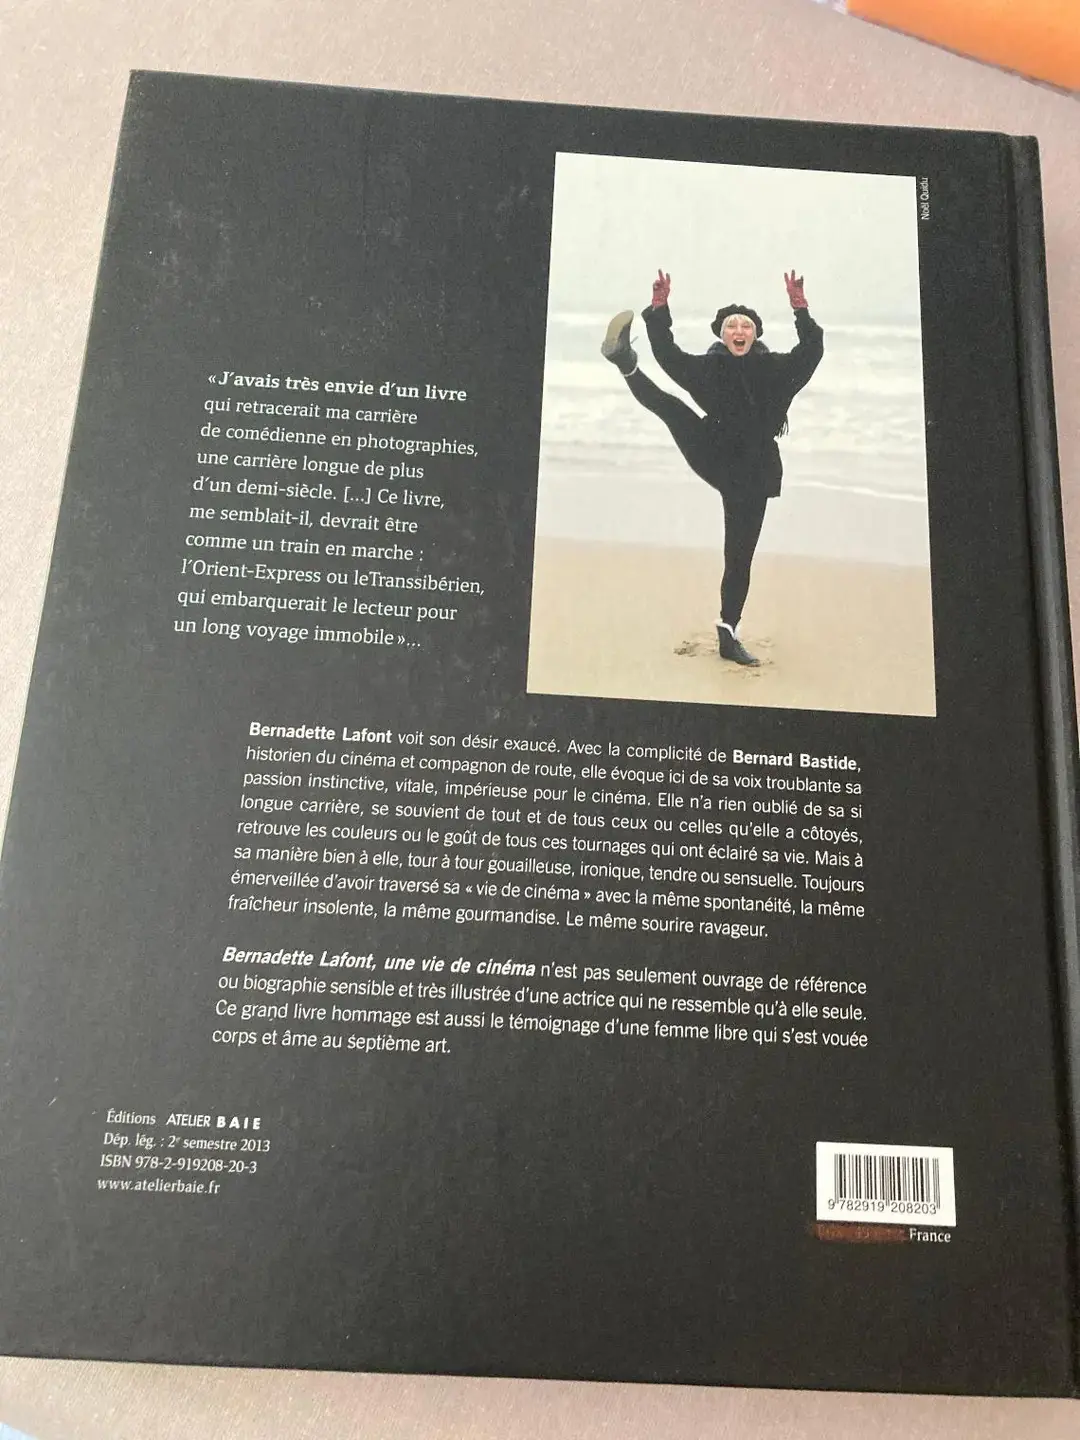 Noël Quidu
«J'avais très envie d'un livre
qui retracerait ma carrière
de comédienne en photographies,
une carrière longue de plus
d'un demi-siècle. [...] Ce livre,
me semblait-il, devrait être
comme un train en marche :
l'Orient-Express ou leTranssibérien,
qui embarquerait le lecteur pour
un long voyage immobile»...
Bernadette Lafont voit son désir exaucé. Avec la complicité de Bernard Bastide,
historien du cinéma et compagnon de route, elle évoque ici de sa voix troublante sa
passion instinctive, vitale, impérieuse pour le cinéma. Elle n'a rien oublié de sa si
longue carrière, se souvient de tout et de tous ceux ou celles qu'elle a côtoyés,
retrouve les couleurs ou le goût de tous ces tournages qui ont éclairé sa vie. Mais à
sa manière bien à elle, tour à tour gouailleuse, ironique, tendre ou sensuelle. Toujours
émerveillée d'avoir traversé sa « vie de cinéma » avec la même spontanéité, la même
fraîcheur insolente, la même gourmandise. Le même sourire ravageur.
Bernadette Lafont, une vie de cinéma n'est pas seulement ouvrage de référence
ou biographie sensible et très illustrée d'une actrice qui ne ressemble qu'à elle seule.
Ce grand livre hommage est aussi le témoignage d'une femme libre qui s'est vouée
corps et âme au septième art.
Éditions ATELIER BAIE
Dép. lég. : 2e semestre 2013
ISBN 978-2-919208-20-3
www.atelierbaie.fr
9 782919 208203
France